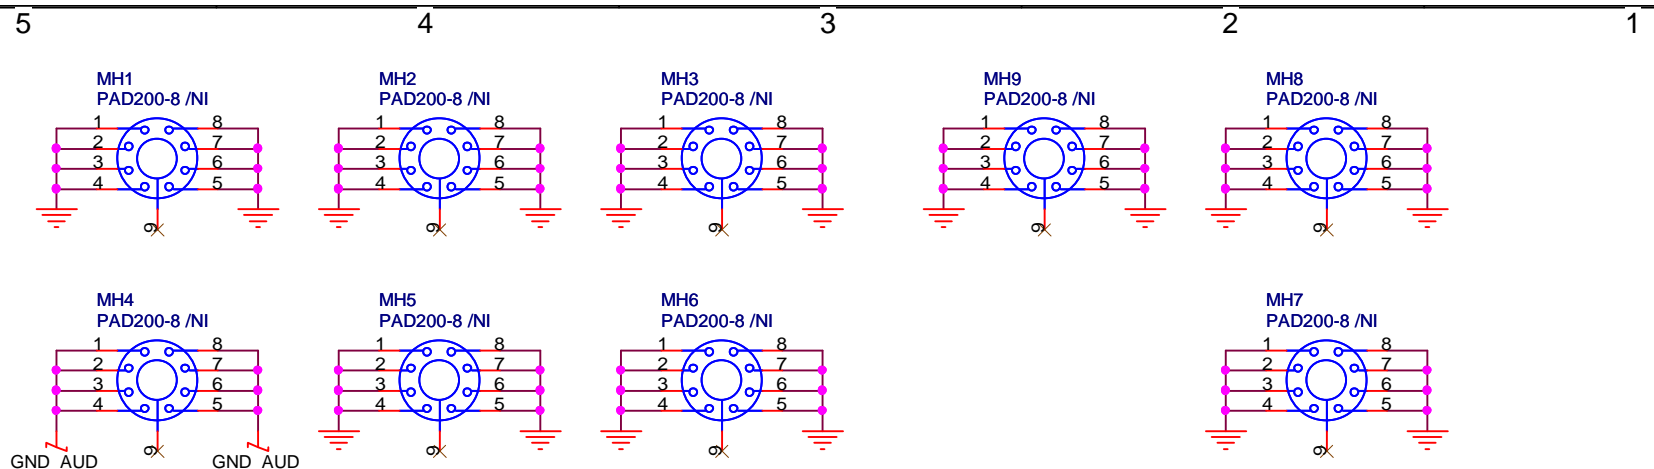 5 4 3 2 1
MH1 MH2 MH3 MH9 MH8
PAD200-8 /NI PAD200-8 /NI PAD200-8 /NI PAD200-8 /NI PAD200-8 /NI
1 8 1 8 1 8 1 8 1 8
2 7 2 7 2 7 2 7 2 7
3 6 3 6 3 6 3 6 3 6
4 5 4 5 4 5 4 5 4 5
9 9 9 9 9
MH4 MH5 MH6 MH7
PAD200-8 /NI PAD200-8 /NI PAD200-8 /NI PAD200-8 /NI
1 8 1 8 1 8 1 8
2 7 2 7 2 7 2 7
3 6 3 6 3 6 3 6
4 5 4 5 4 5 4 5
9 9 9 9
GND AUD GND AUD